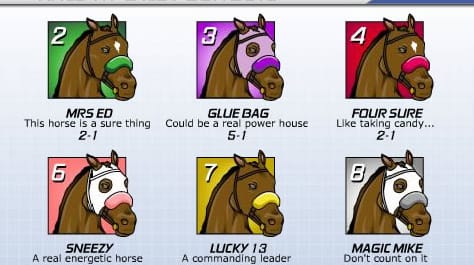 2
3
4
MRS ED
GLUE BAG
FOUR SURE
This horse is a sure thing
Could be a real power house
Like taking candy...
2-1
5-1
2-1
6
7
8
SNEEZY
LUCKY 13
MAGIC MIKE
A real energetic horse
A commanding leader
Don't count on it